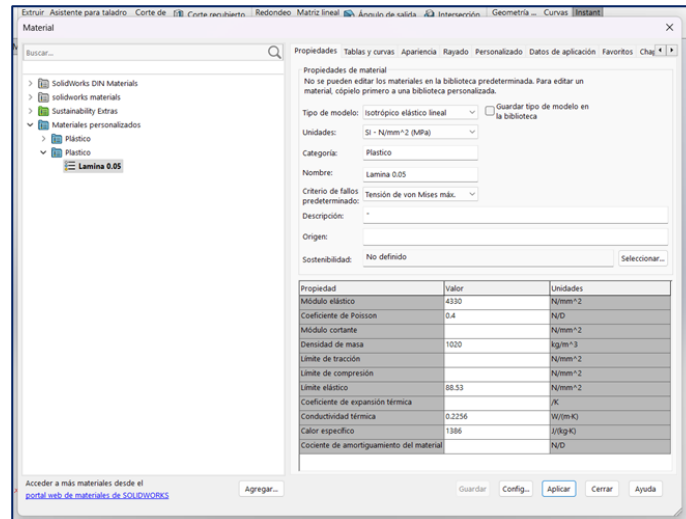 Extruir Asistente para taladro Corte de Corte recubierto Redondeo Matriz lineal Ángulo de salida Intersección Geometría ... Curvas Instant
Material
Buscar...
SolidWorks DIN Materials
solidworks materials
Sustainability Extras
Materiales personalizados
Plástico
Plastico
Lamina 0.05
Acceder a más materiales desde el
portal web de materiales de SOLIDWORKS
Agregar...
Propiedades Tablas y curvas Apariencia Rayado Personalizado Datos de aplicación Favoritos Chap
Propiedades de material
No se pueden editar los materiales en la biblioteca predeterminada. Para editar un
material, cópielo primero a una biblioteca personalizada.
Tipo de modelo: Isotrópico elástico lineal Guardar tipo de modelo en
la biblioteca
Unidades: SI - N/mm^2 (MPa)
Categoría: Plastico
Nombre: Lamina 0.05
Criterio de fallos
predeterminado: Tensión de von Mises máx.
Descripción: -
Origen:
Sostenibilidad: No definido Seleccionar...
Propiedad Valor Unidades
Módulo elástico 4330 N/mm^2
Coeficiente de Poisson 0.4 N/D
Módulo cortante N/mm^2
Densidad de masa 1020 kg/m^3
Límite de tracción N/mm^2
Límite de compresión N/mm^2
Límite elástico 88.53 N/mm^2
Coeficiente de expansión térmica /K
Conductividad térmica 0.2256 W/(m·K)
Calor específico 1386 J/(kg·K)
Cociente de amortiguamiento del material N/D
Guardar Config... Aplicar Cerrar Ayuda